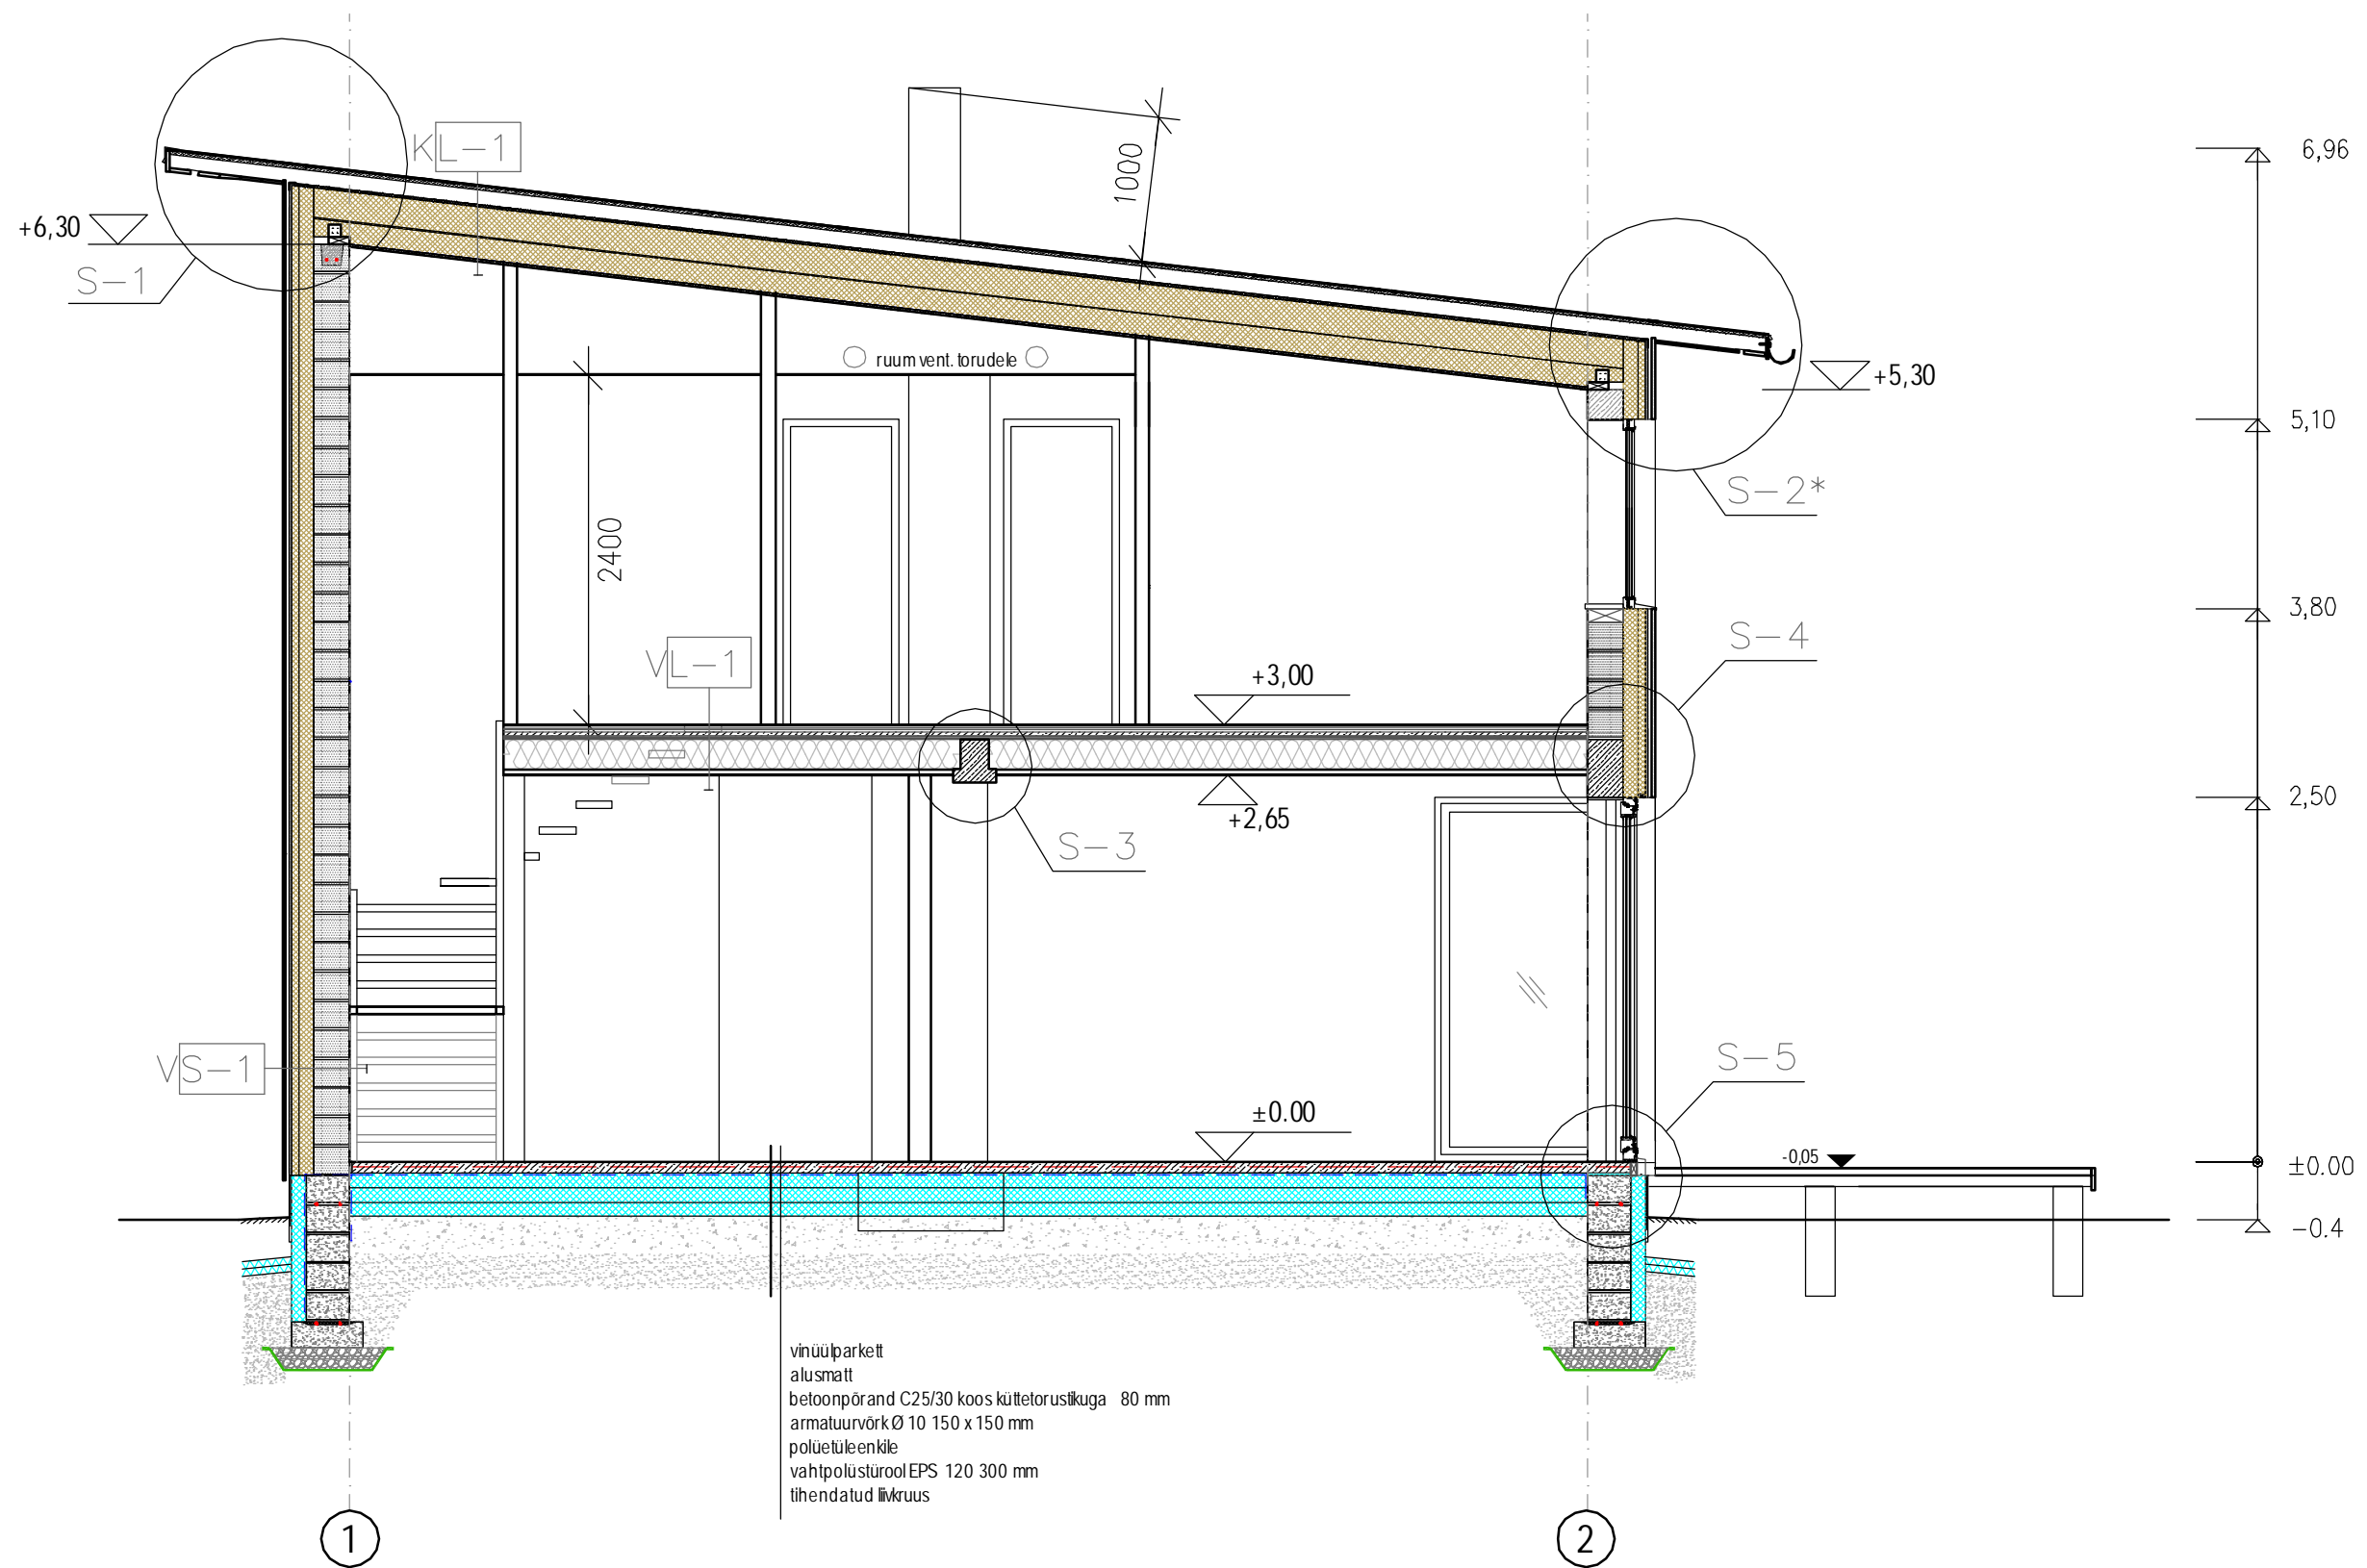 6,96
KL-1
1000
+6,30
S-1
ruum vent. torudele
+5,30
5,10
S-2*
2400
3,80
S-4
VL-1
+3,00
2,50
+2,65
S-3
VS-1
S-5
±0.00
-0,05
±0.00
-0.4
vinüülparkett
alusmatt
betoonpõrand C25/30 koos küttetorustikuga 80 mm
armatuurvõrk Ø 10 150 x 150 mm
polüetüleenkile
vahtpolüstürool EPS 120 300 mm
tihendatud liivkruus
1
2